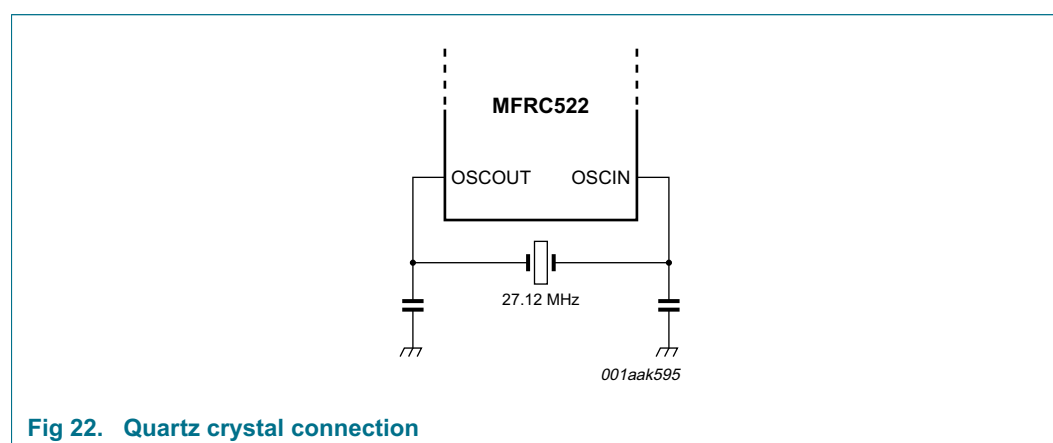 MFRC522
OSCOUT OSCIN
27.12 MHz
001aak595
Fig 22. Quartz crystal connection